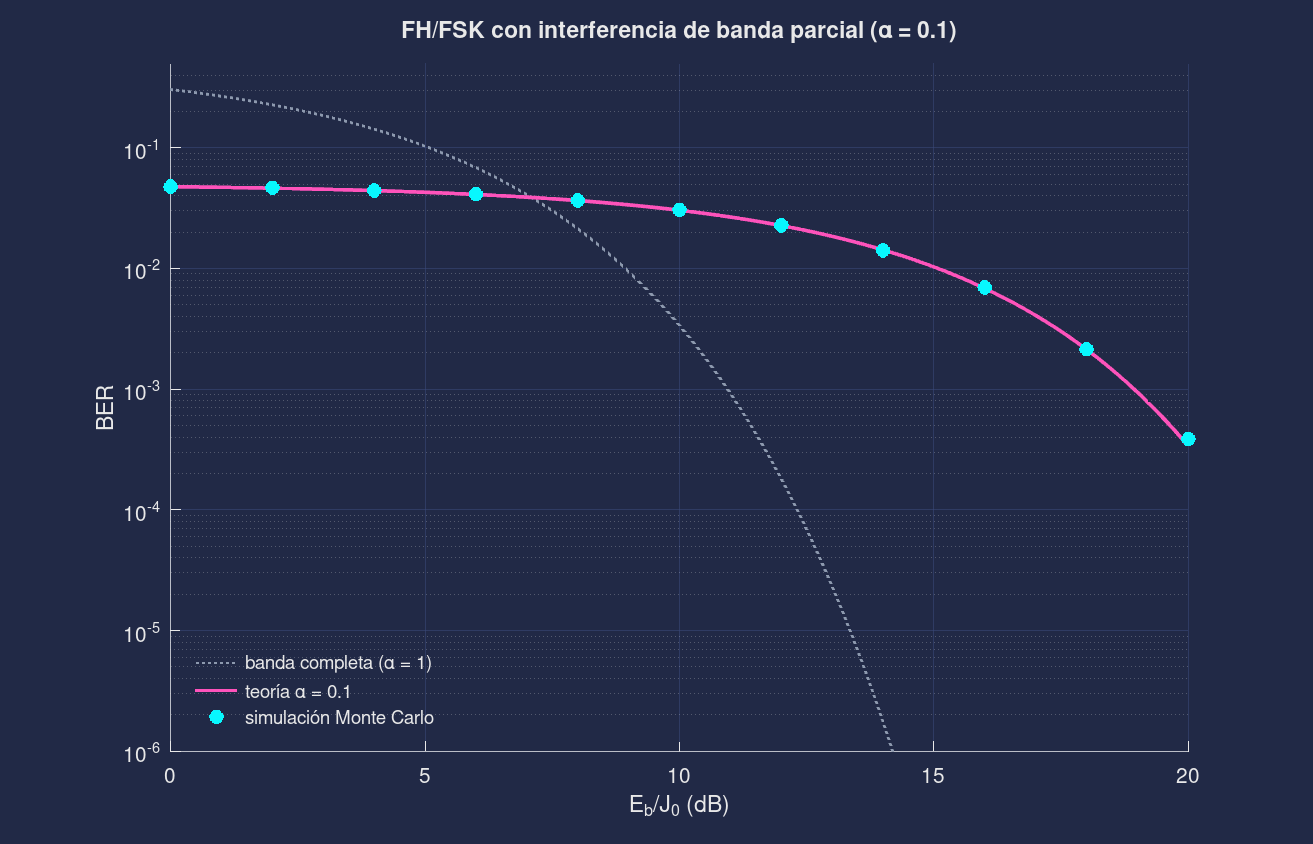 FH/FSK con interferencia de banda parcial (α = 0.1)
10⁻¹
10⁻²
10⁻³
10⁻⁴
10⁻⁵
10⁻⁶
BER
banda completa (α = 1)
teoría α = 0.1
simulación Monte Carlo
0 5 10 15 20
E_b/J₀ (dB)